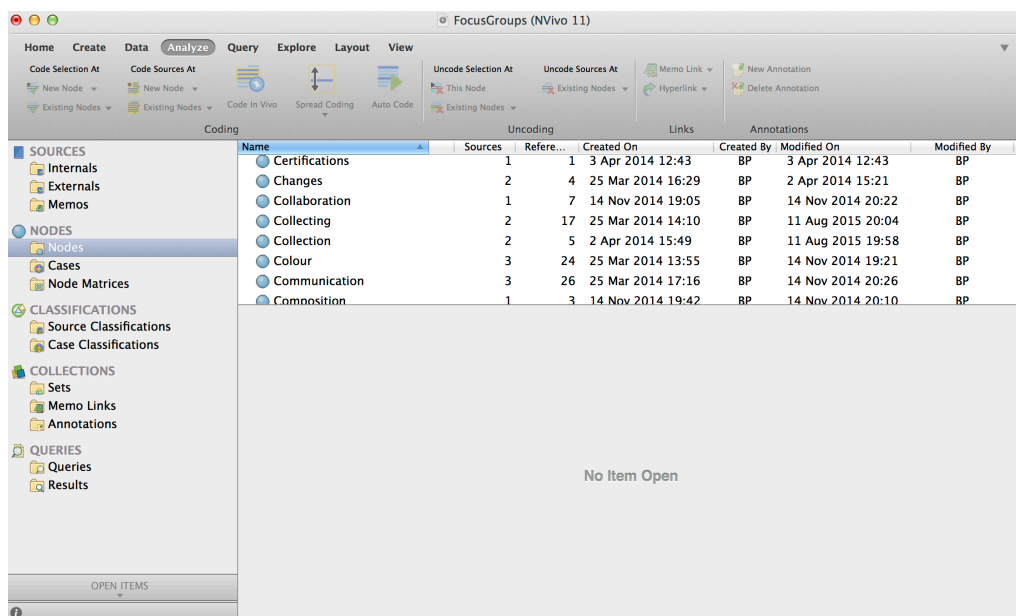 FocusGroups (NVivo 11)
Home Create Data Analyze Query Explore Layout View
Code Selection At Code Sources At Uncode Selection At Uncode Sources At Memo Link New Annotation
New Node New Node This Node Existing Nodes Hyperlink Delete Annotation
Existing Nodes Existing Nodes Code In Vivo Spread Coding Auto Code Existing Nodes
Coding Uncoding Links Annotations
SOURCES
Internals
Externals
Memos
NODES
Nodes
Cases
Node Matrices
CLASSIFICATIONS
Source Classifications
Case Classifications
COLLECTIONS
Sets
Memo Links
Annotations
QUERIES
Queries
Results
OPEN ITEMS
Name Sources Refere... Created On Created By Modified On Modified By
Certifications 1 1 3 Apr 2014 12:43 BP 3 Apr 2014 12:43 BP
Changes 2 4 25 Mar 2014 16:29 BP 2 Apr 2014 15:21 BP
Collaboration 1 7 14 Nov 2014 19:05 BP 14 Nov 2014 20:22 BP
Collecting 2 17 25 Mar 2014 14:10 BP 11 Aug 2015 20:04 BP
Collection 2 5 2 Apr 2014 15:49 BP 11 Aug 2015 19:58 BP
Colour 3 24 25 Mar 2014 13:55 BP 14 Nov 2014 19:21 BP
Communication 3 26 25 Mar 2014 17:16 BP 14 Nov 2014 20:26 BP
Composition 1 3 14 Nov 2014 19:42 BP 14 Nov 2014 20:10 BP
No Item Open